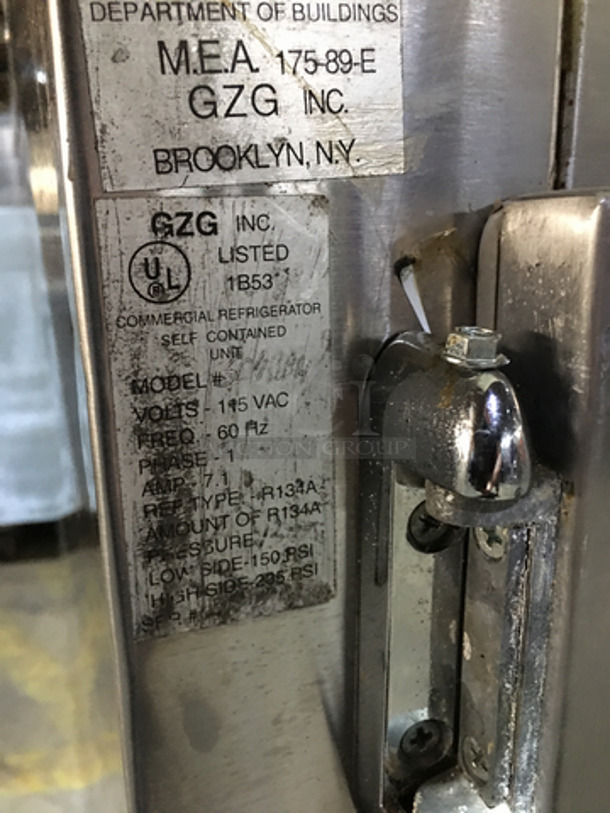 DEPARTMENT OF BUILDINGS
M.E.A. 175-89-E
GZG INC.
BROOKLYN, N.Y.
GZG INC.
UL ®
LISTED
1B53
COMMERCIAL REFRIGERATOR
SELF CONTAINED
UNIT
MODEL #
VOLTS - 115 VAC
FREQ. - 60 Hz
PHASE - 1
AMP - 7.1
REF TYPE - R134A
AMOUNT OF R134A
PRESSURE
LOW SIDE-150 PSI
HIGH SIDE-235 PSI
SER #
GROUP